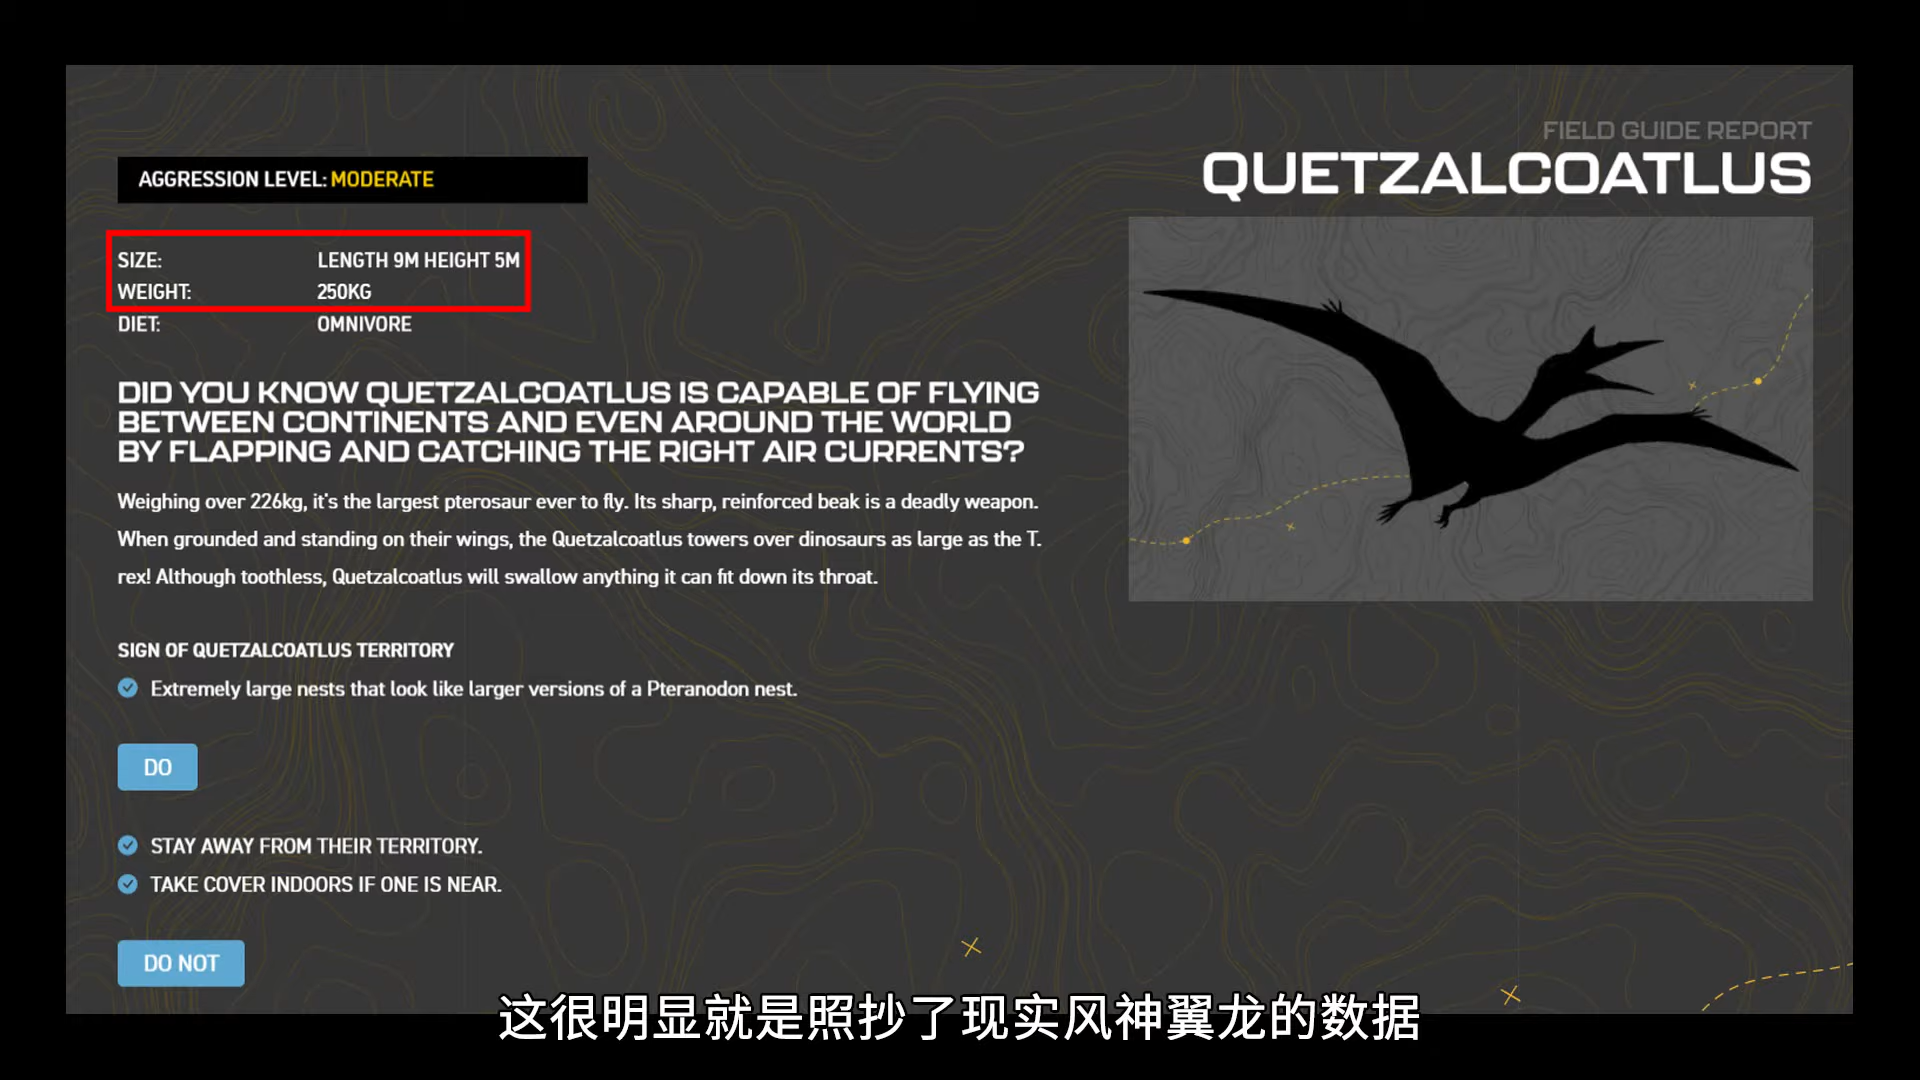 FIELD GUIDE REPORT
QUETZALCOATLUS
AGGRESSION LEVEL: MODERATE
SIZE: LENGTH 9M HEIGHT 5M
WEIGHT: 250KG
DIET: OMNIVORE
DID YOU KNOW QUETZALCOATLUS IS CAPABLE OF FLYING
BETWEEN CONTINENTS AND EVEN AROUND THE WORLD
BY FLAPPING AND CATCHING THE RIGHT AIR CURRENTS?
Weighing over 226kg, it's the largest pterosaur ever to fly. Its sharp, reinforced beak is a deadly weapon.
When grounded and standing on their wings, the Quetzalcoatlus towers over dinosaurs as large as the T.
rex! Although toothless, Quetzalcoatlus will swallow anything it can fit down its throat.
SIGN OF QUETZALCOATLUS TERRITORY
Extremely large nests that look like larger versions of a Pteranodon nest.
DO
STAY AWAY FROM THEIR TERRITORY.
TAKE COVER INDOORS IF ONE IS NEAR.
DO NOT
这很明显就是照抄了现实风神翼龙的数据